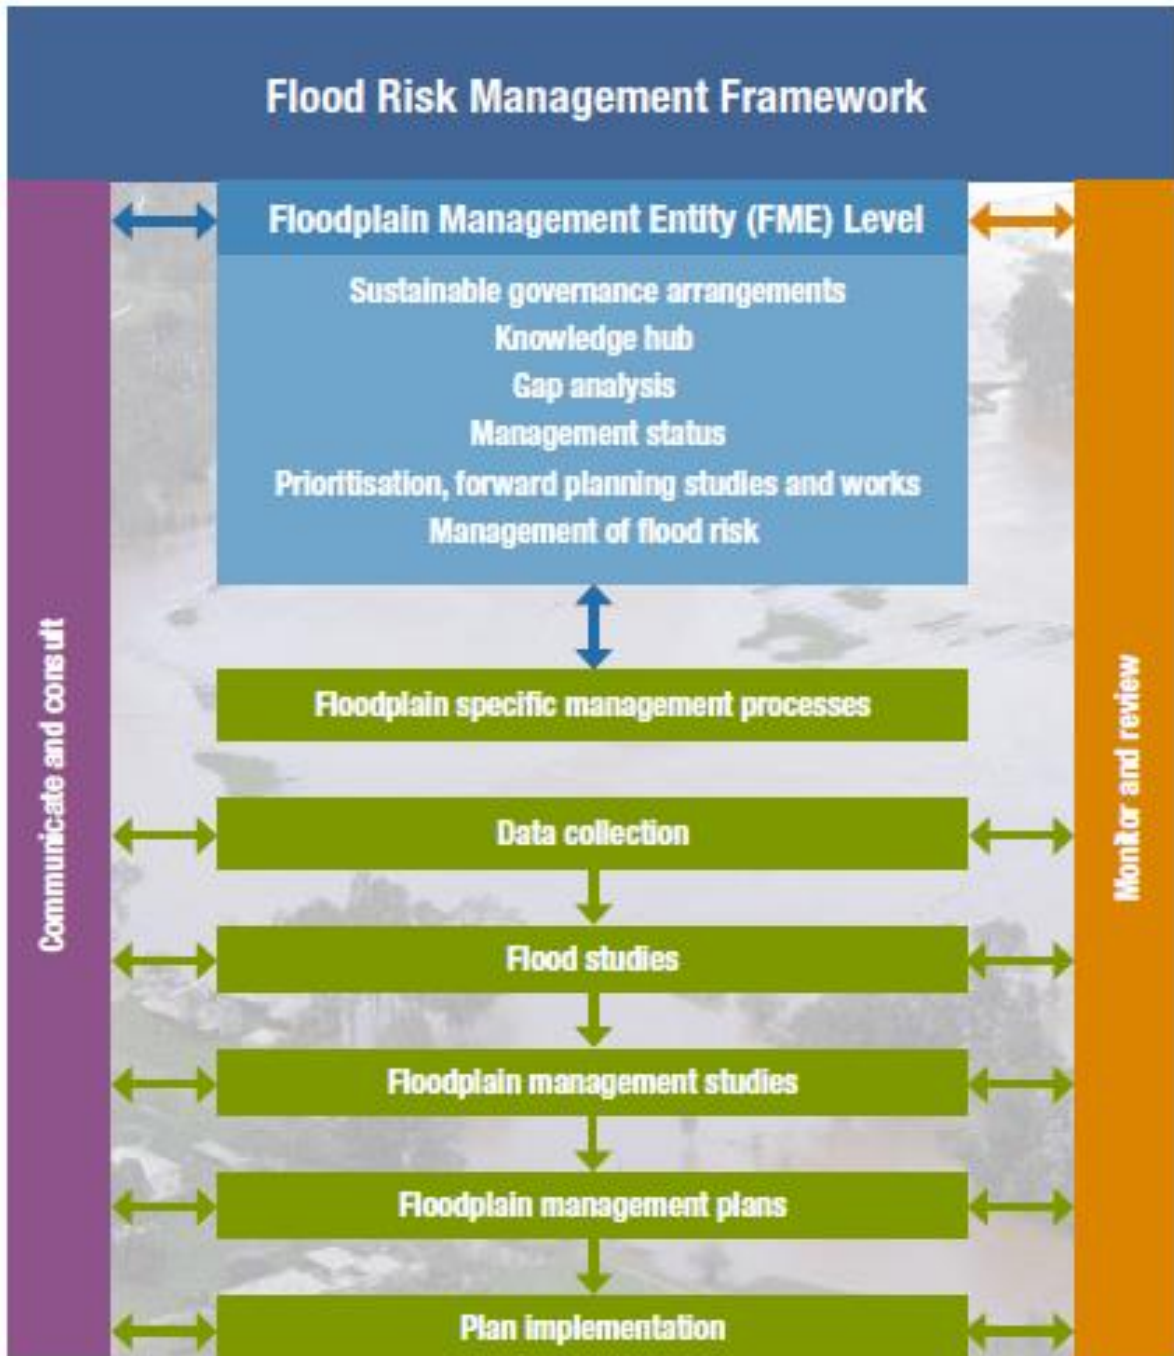 Flood Risk Management Framework
Floodplain Management Entity (FME) Level
Sustainable governance arrangements
Knowledge hub
Gap analysis
Management status
Prioritisation, forward planning studies and works
Management of flood risk
Communicate and consult
Monitor and review
Floodplain specific management processes
Data collection
Flood studies
Floodplain management studies
Floodplain management plans
Plan implementation